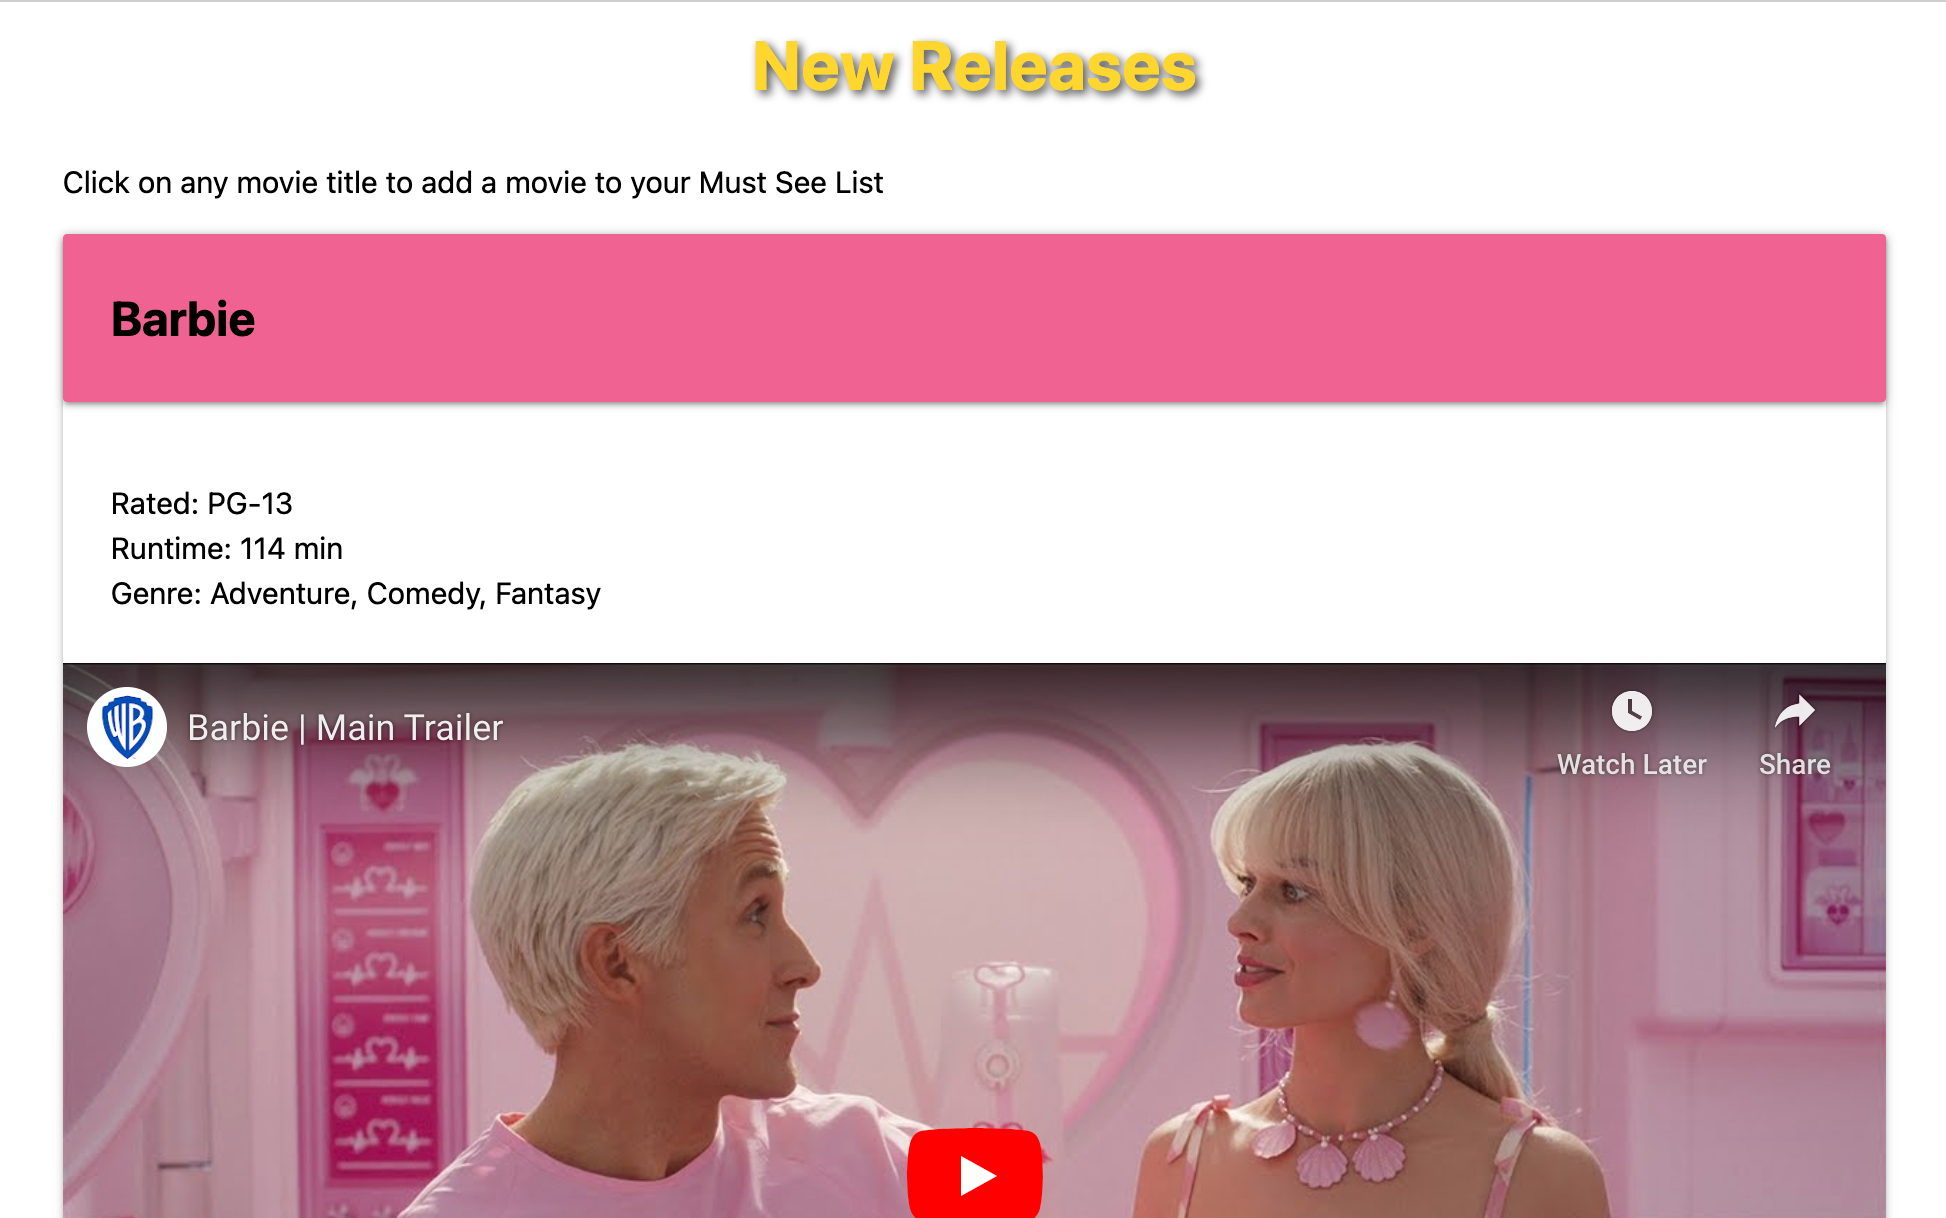 New Releases
Click on any movie title to add a movie to your Must See List
Barbie
Rated: PG-13
Runtime: 114 min
Genre: Adventure, Comedy, Fantasy
WB
Barbie | Main Trailer
Watch Later
Share